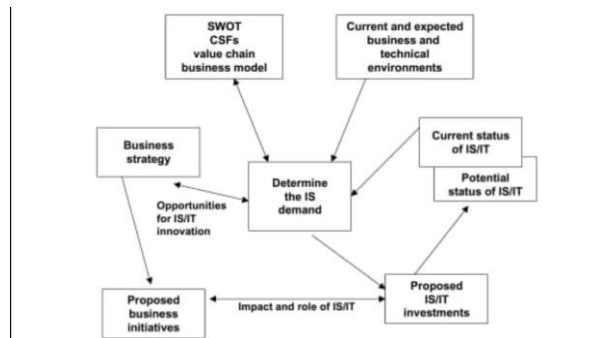 SWOT
CSFs
value chain
business model
Current and expected
business and
technical
environments
Business
strategy
Current status
of IS/IT
Potential
status of IS/IT
Determine
the IS
demand
Opportunities
for IS/IT
innovation
Proposed
business
initiatives
Impact and role of IS/IT
Proposed
IS/IT
investments